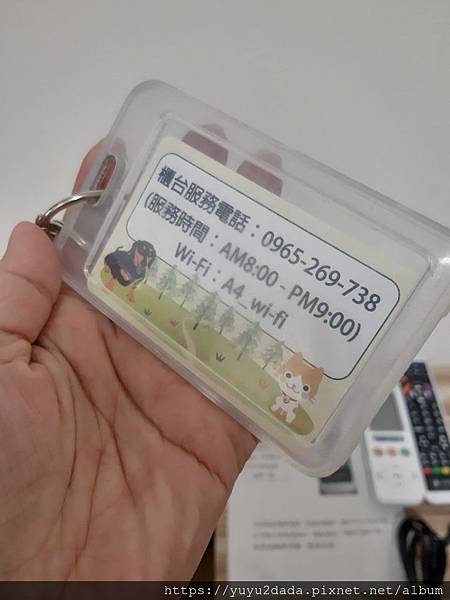 櫃台服務電話：0965-269-738
(服務時間：AM8:00 - PM9:00)
Wi-Fi：A4_wi-fi
https://yuyu2dada.pixnet.net/album